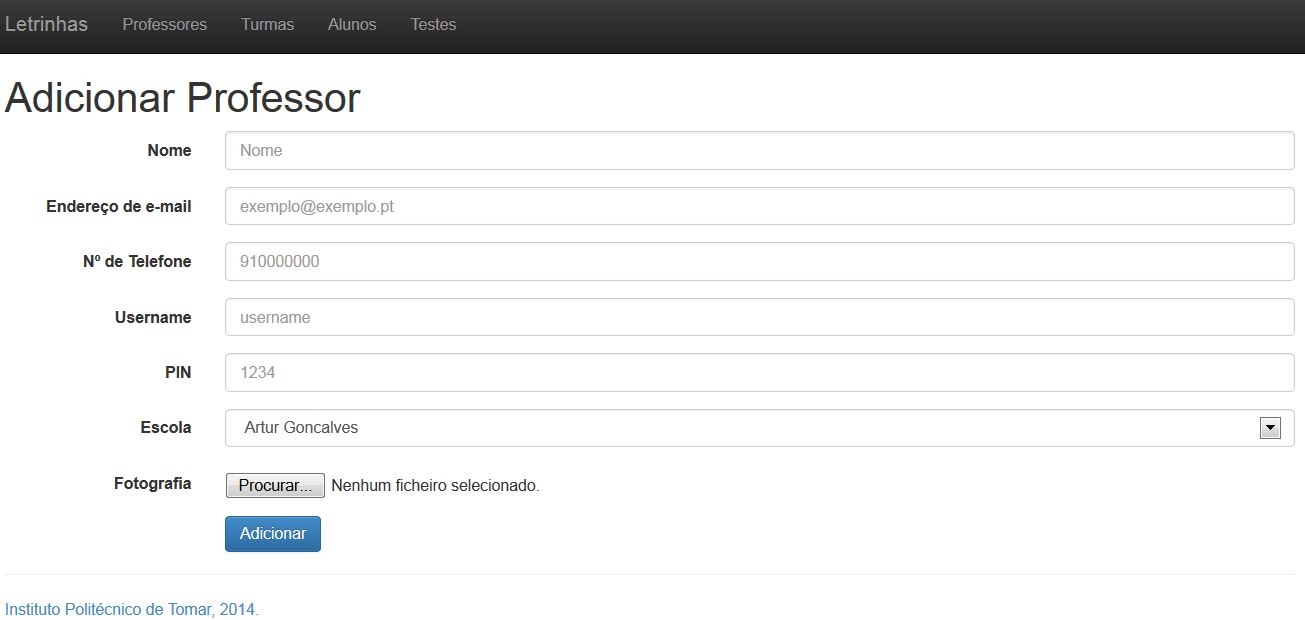 Letrinhas Professores Turmas Alunos Testes
Adicionar Professor
Nome Nome
Endereço de e-mail exemplo@exemplo.pt
Nº de Telefone 910000000
Username username
PIN 1234
Escola Artur Goncalves
Fotografia Procurar... Nenhum ficheiro selecionado.
Adicionar
Instituto Politécnico de Tomar, 2014.